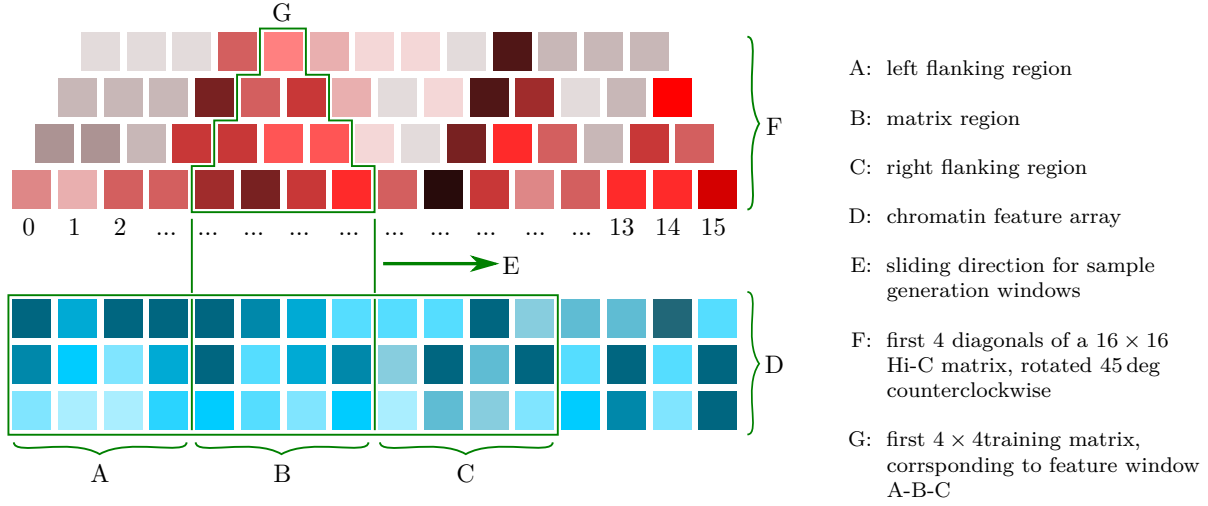 G
F
0 1 2 ... ... ... ... ... ... ... ... ... ... 13 14 15
E
D
A B C
A: left flanking region
B: matrix region
C: right flanking region
D: chromatin feature array
E: sliding direction for sample
generation windows
F: first 4 diagonals of a 16 × 16
Hi-C matrix, rotated 45 deg
counterclockwise
G: first 4 × 4training matrix,
corrsponding to feature window
A-B-C